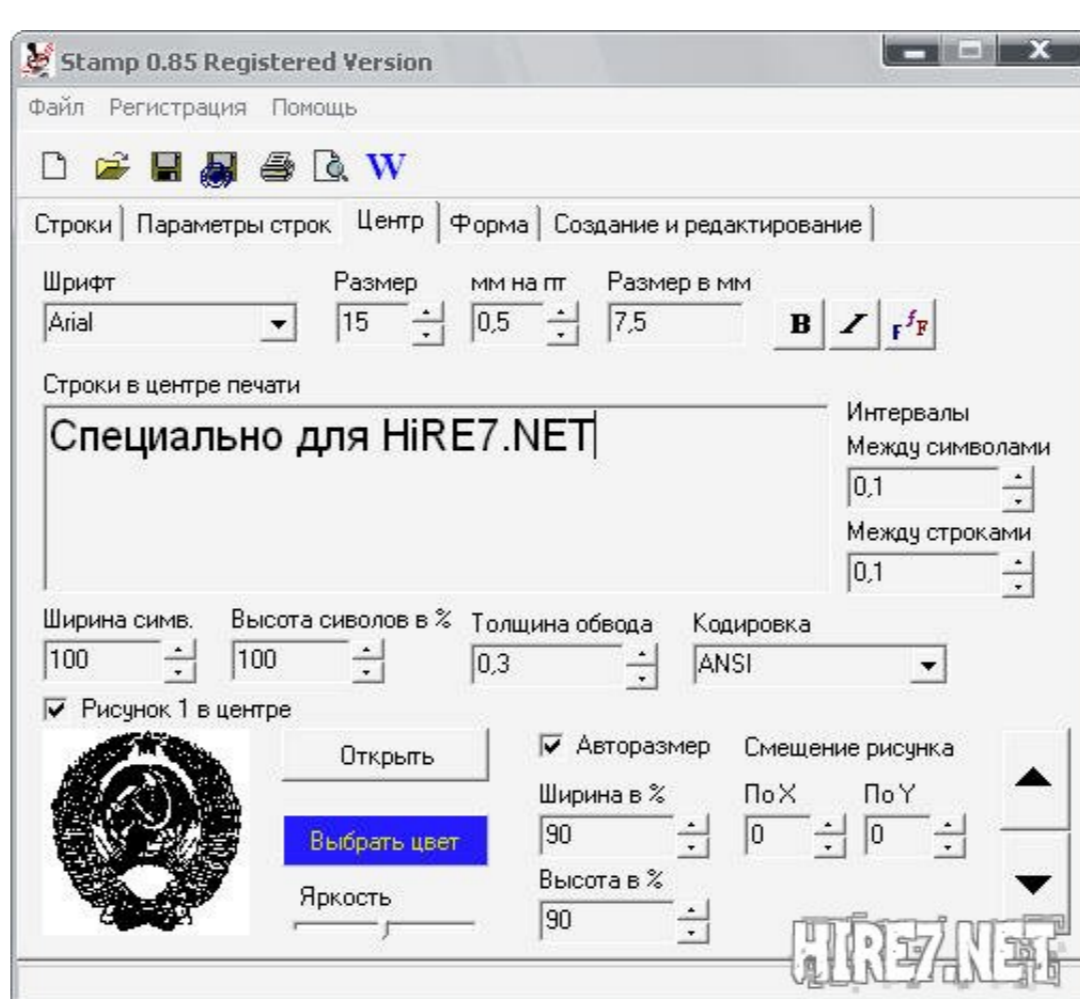 Stamp 0.85 Registered Version
Файл Регистрация Помощь
W
Строки Параметры строк Центр Форма Создание и редактирование
Шрифт Размер мм на пт Размер в мм
Arial 15 0,5 7,5 B I F f F
Строки в центре печати
Специально для HiRE7.NET
Интервалы
Между символами
0,1
Между строками
0,1
Ширина симв. Высота сиволов в % Толщина обвода Кодировка
100 100 0,3 ANSI
Рисунок 1 в центре
Открыть Авторазмер Смещение рисунка
Ширина в % По X По Y
Выбрать цвет 90 0 0
Высота в %
Яркость 90
HIRE7.NET